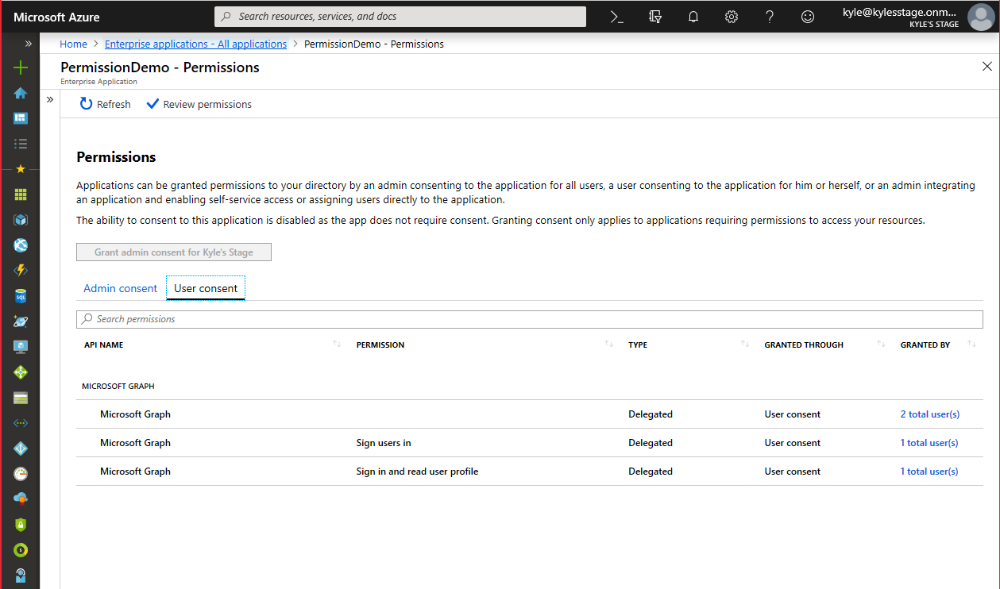 Microsoft Azure
Search resources, services, and docs
kyle@kylesstage.onm...
KYLE'S STAGE
Home > Enterprise applications - All applications > PermissionDemo - Permissions
PermissionDemo - Permissions
Enterprise Application
Refresh Review permissions
Permissions
Applications can be granted permissions to your directory by an admin consenting to the application for all users, a user consenting to the application for him or herself, or an admin integrating
an application and enabling self-service access or assigning users directly to the application.
The ability to consent to this application is disabled as the app does not require consent. Granting consent only applies to applications requiring permissions to access your resources.
Grant admin consent for Kyle's Stage
Admin consent User consent
Search permissions
API NAME PERMISSION TYPE GRANTED THROUGH GRANTED BY
MICROSOFT GRAPH
Microsoft Graph Delegated User consent 2 total user(s)
Microsoft Graph Sign users in Delegated User consent 1 total user(s)
Microsoft Graph Sign in and read user profile Delegated User consent 1 total user(s)
SQL